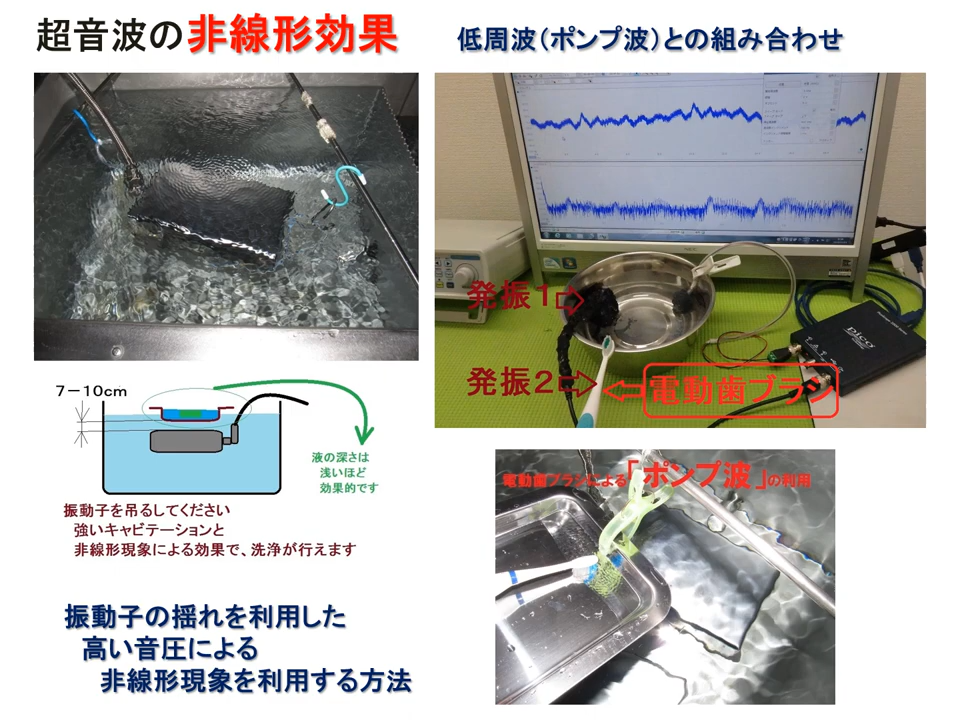 超音波の非線形効果
低周波(ポンプ波)との組み合わせ
発振1
発振2
電動歯ブラシ
pico
7-10cm
液の深さは
浅いほど
効果的です
振動子を吊るしてください
強いキャビテーションと
非線形現象による効果で、洗浄が行えます
電動歯ブラシによる「ポンプ波」の利用
振動子の揺れを利用した
高い音圧による
非線形現象を利用する方法